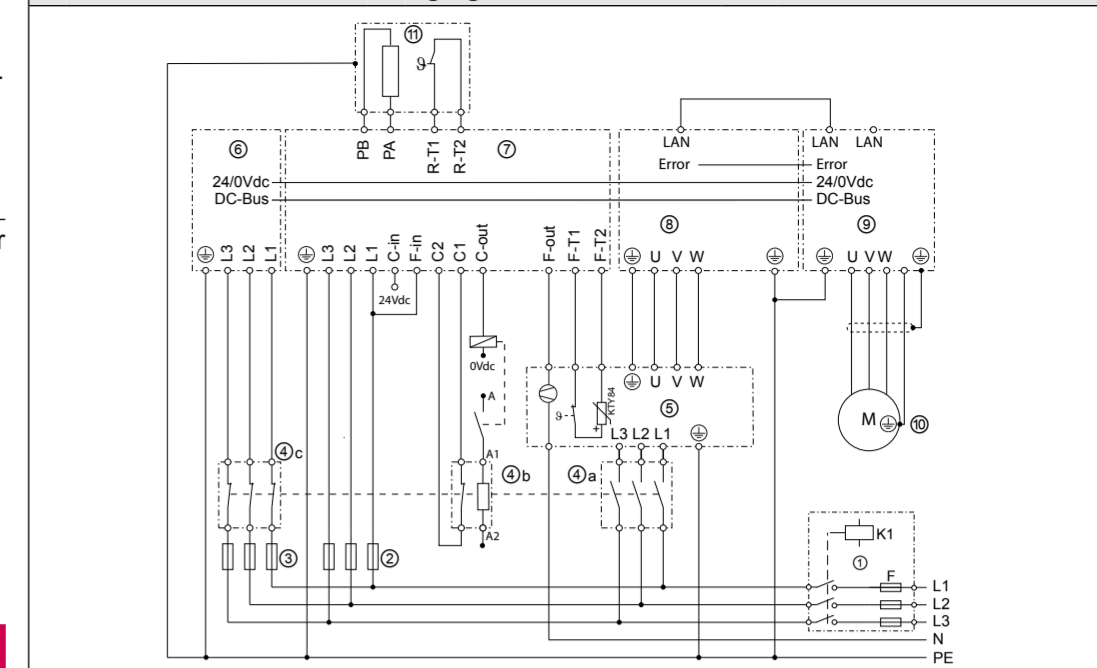 ⑪
ϑ
PB PA R-T1 R-T2
LAN LAN LAN
⑥ ⑦
Error Error
24/0Vdc 24/0Vdc
DC-Bus DC-Bus
⑧ ⑨
L3 L2 L1 L3 L2 L1 C-in F-in C2 C1 C-out F-out F-T1 F-T2 U V W U V W
24Vdc
0Vdc
U V W
A
KTY 84
⑤
ϑ
+
M ⑩
L3 L2 L1
④c A1 ④b ④a
A2
K1
③ ②
①
F
L1
L2
L3
N
PE
r